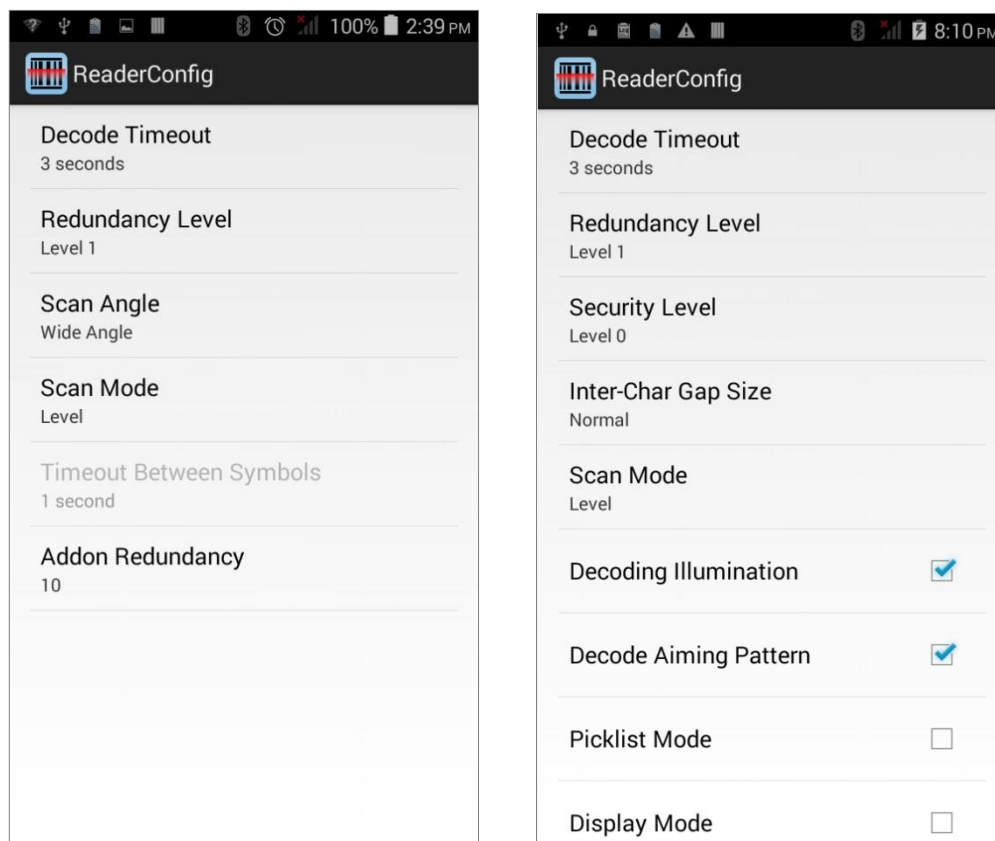 100% 2:39 PM
ReaderConfig
Decode Timeout
3 seconds
Redundancy Level
Level 1
Scan Angle
Wide Angle
Scan Mode
Level
Timeout Between Symbols
1 second
Addon Redundancy
10
8:10 PM
ReaderConfig
Decode Timeout
3 seconds
Redundancy Level
Level 1
Security Level
Level 0
Inter-Char Gap Size
Normal
Scan Mode
Level
Decoding Illumination
Decode Aiming Pattern
Picklist Mode
Display Mode